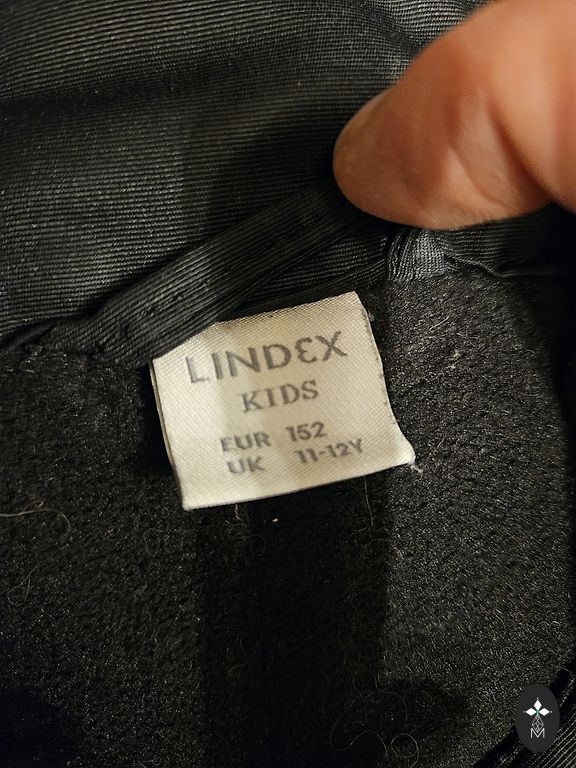 LINDEX
KIDS
EUR 152
UK 11-12Y
M